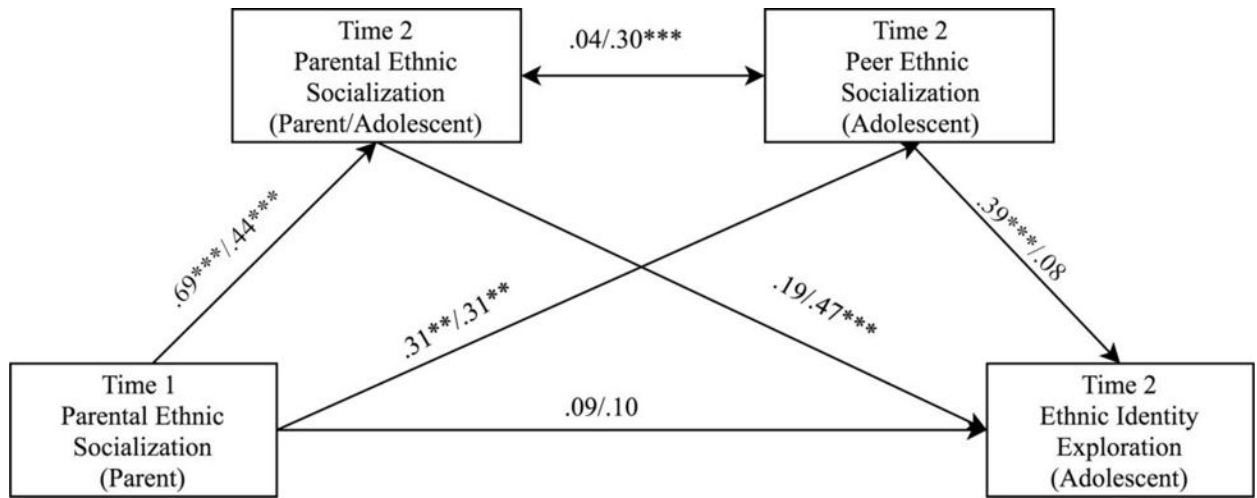 Time 2
Parental Ethnic
Socialization
(Parent/Adolescent)
.04/.30***
Time 2
Peer Ethnic
Socialization
(Adolescent)
.69***/.44***
.31**/.31**
.19/.47***
.39***/.08
Time 1
Parental Ethnic
Socialization
(Parent)
.09/.10
Time 2
Ethnic Identity
Exploration
(Adolescent)